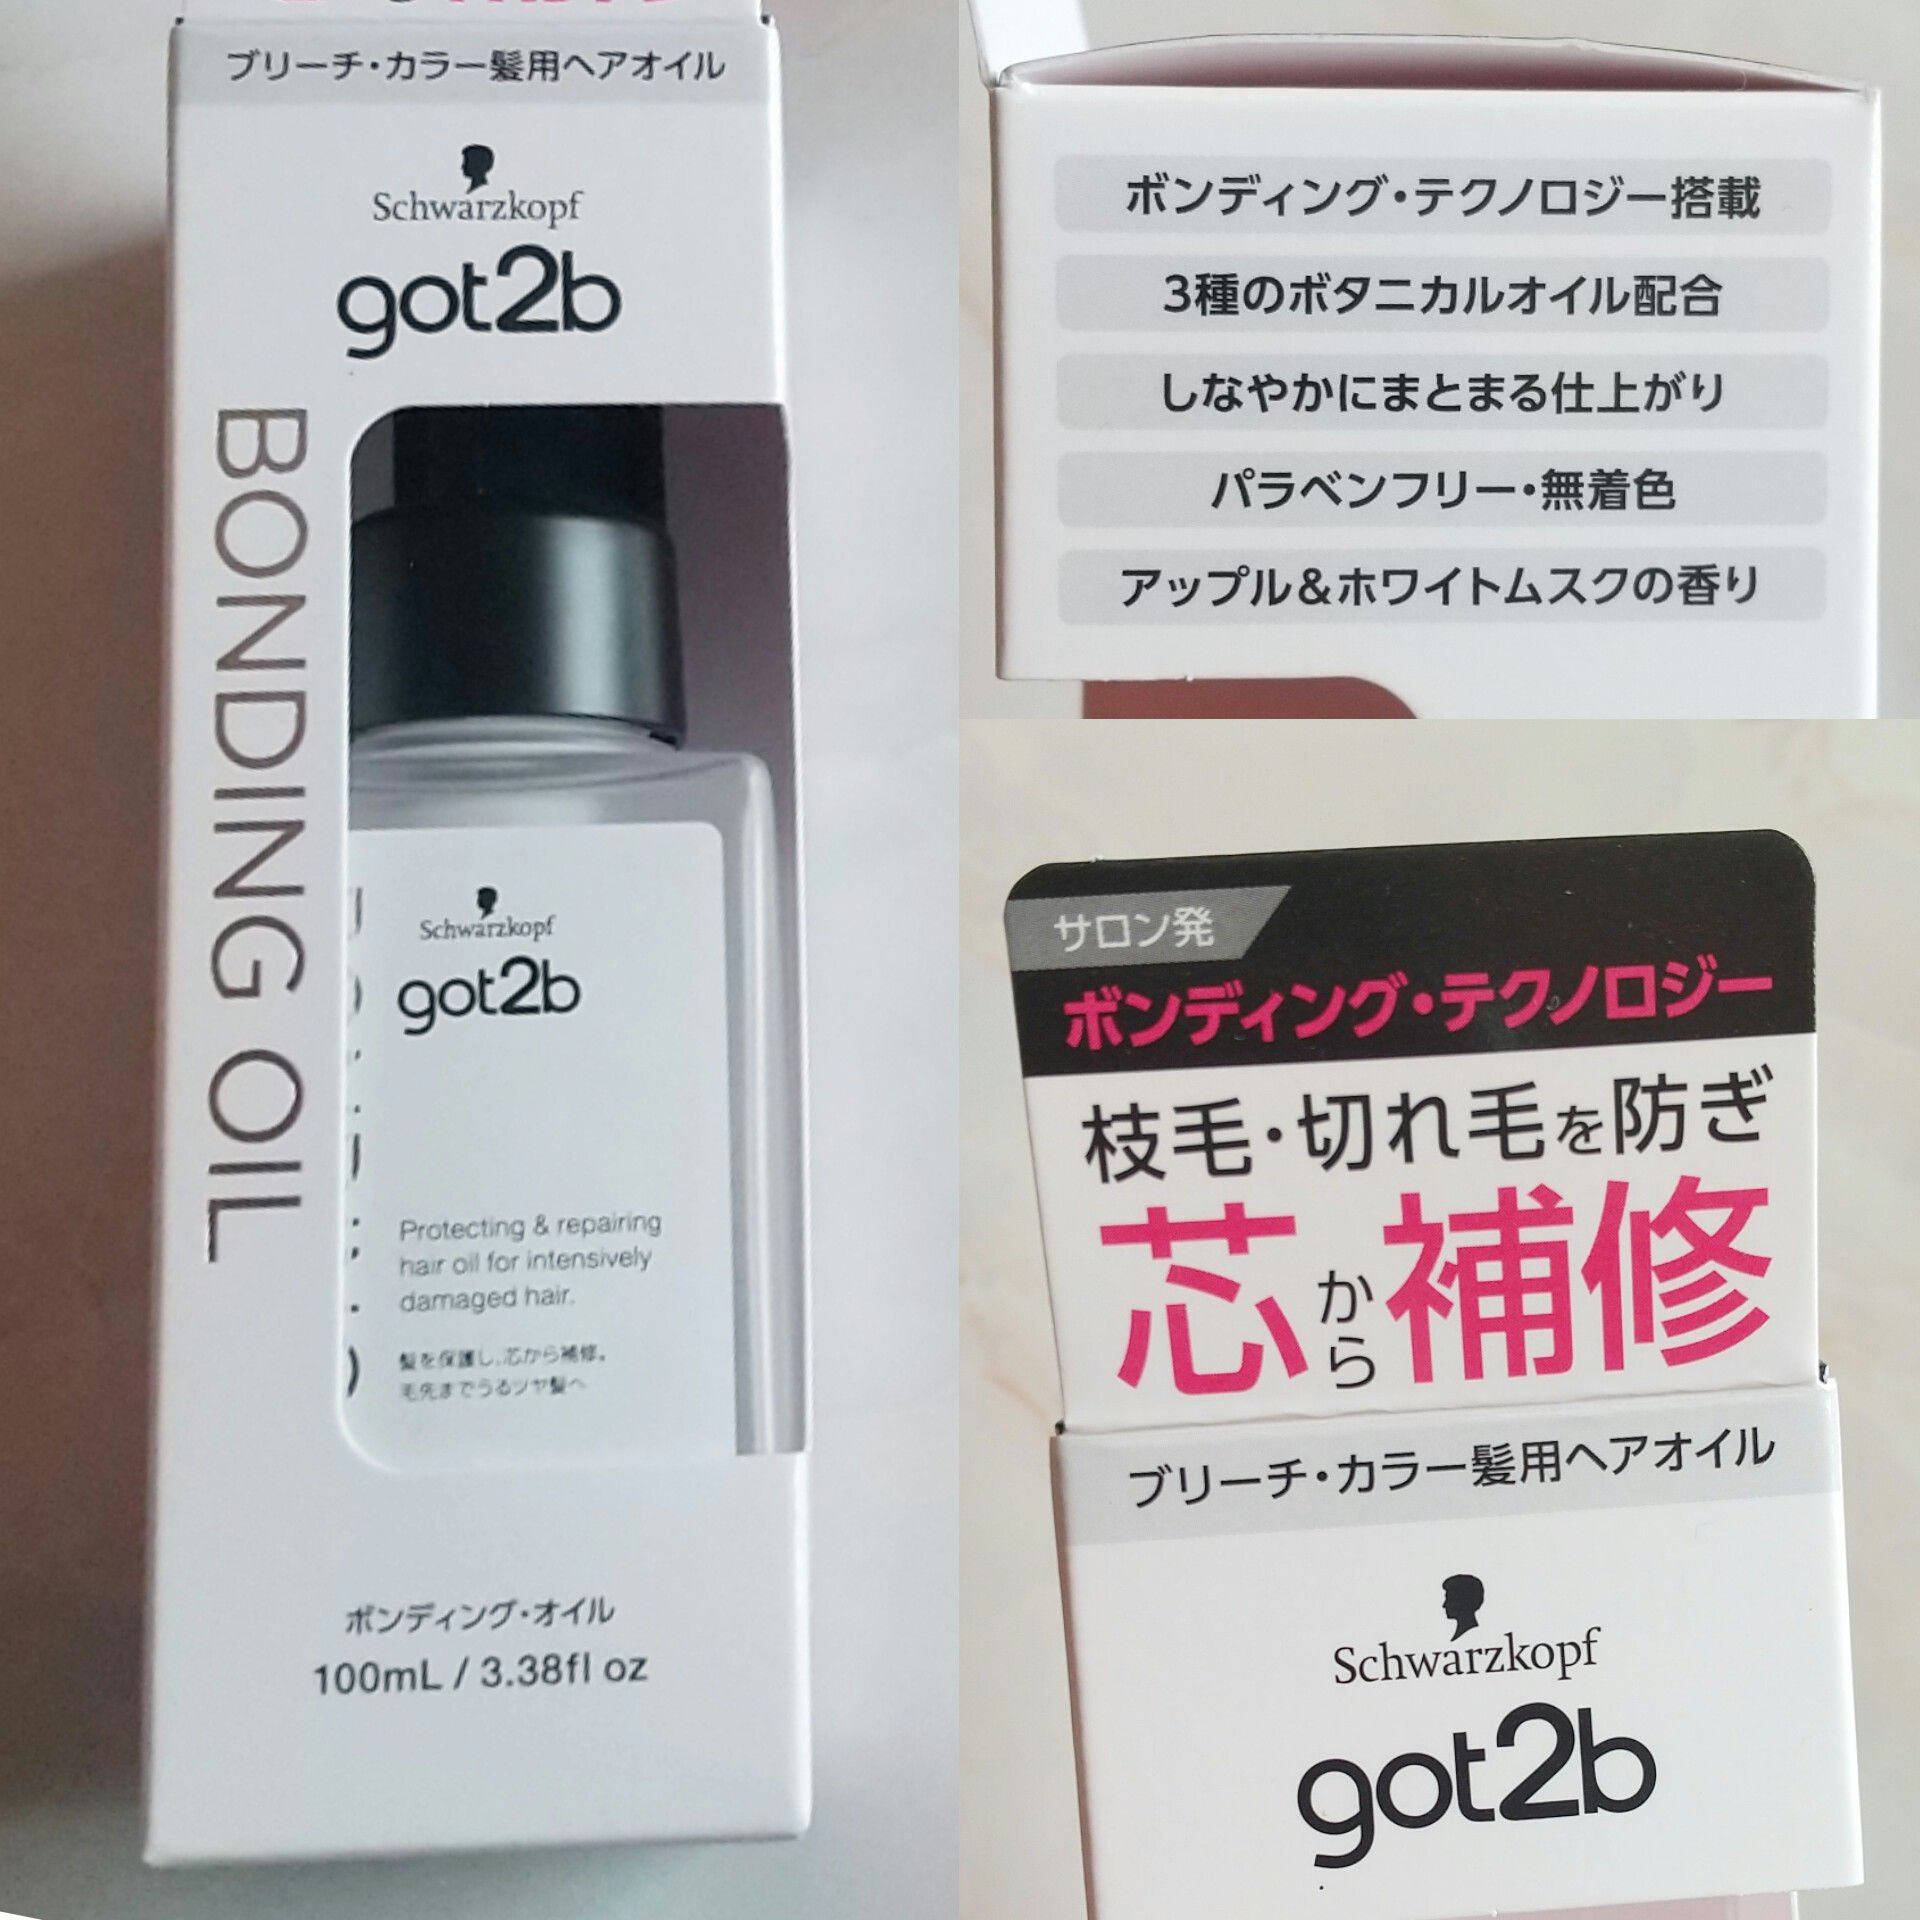 ブリーチ・カラー髪用ヘアオイル
Schwarzkopf
got2b
BONDING OIL
Schwarzkopf
got2b
Protecting & repairing
hair oil for intensively
damaged hair.
髪を保護し、芯から補修。
毛先までうるツヤ髪へ
ボンディング・オイル
100mL / 3.38fl oz
ボンディング・テクノロジー搭載
3種のボタニカルオイル配合
しなやかにまとまる仕上がり
パラベンフリー・無着色
アップル＆ホワイトムスクの香り
サロン発
ボンディング・テクノロジー
枝毛・切れ毛を防ぎ
芯から補修
ブリーチ・カラー髪用ヘアオイル
Schwarzkopf
got2b